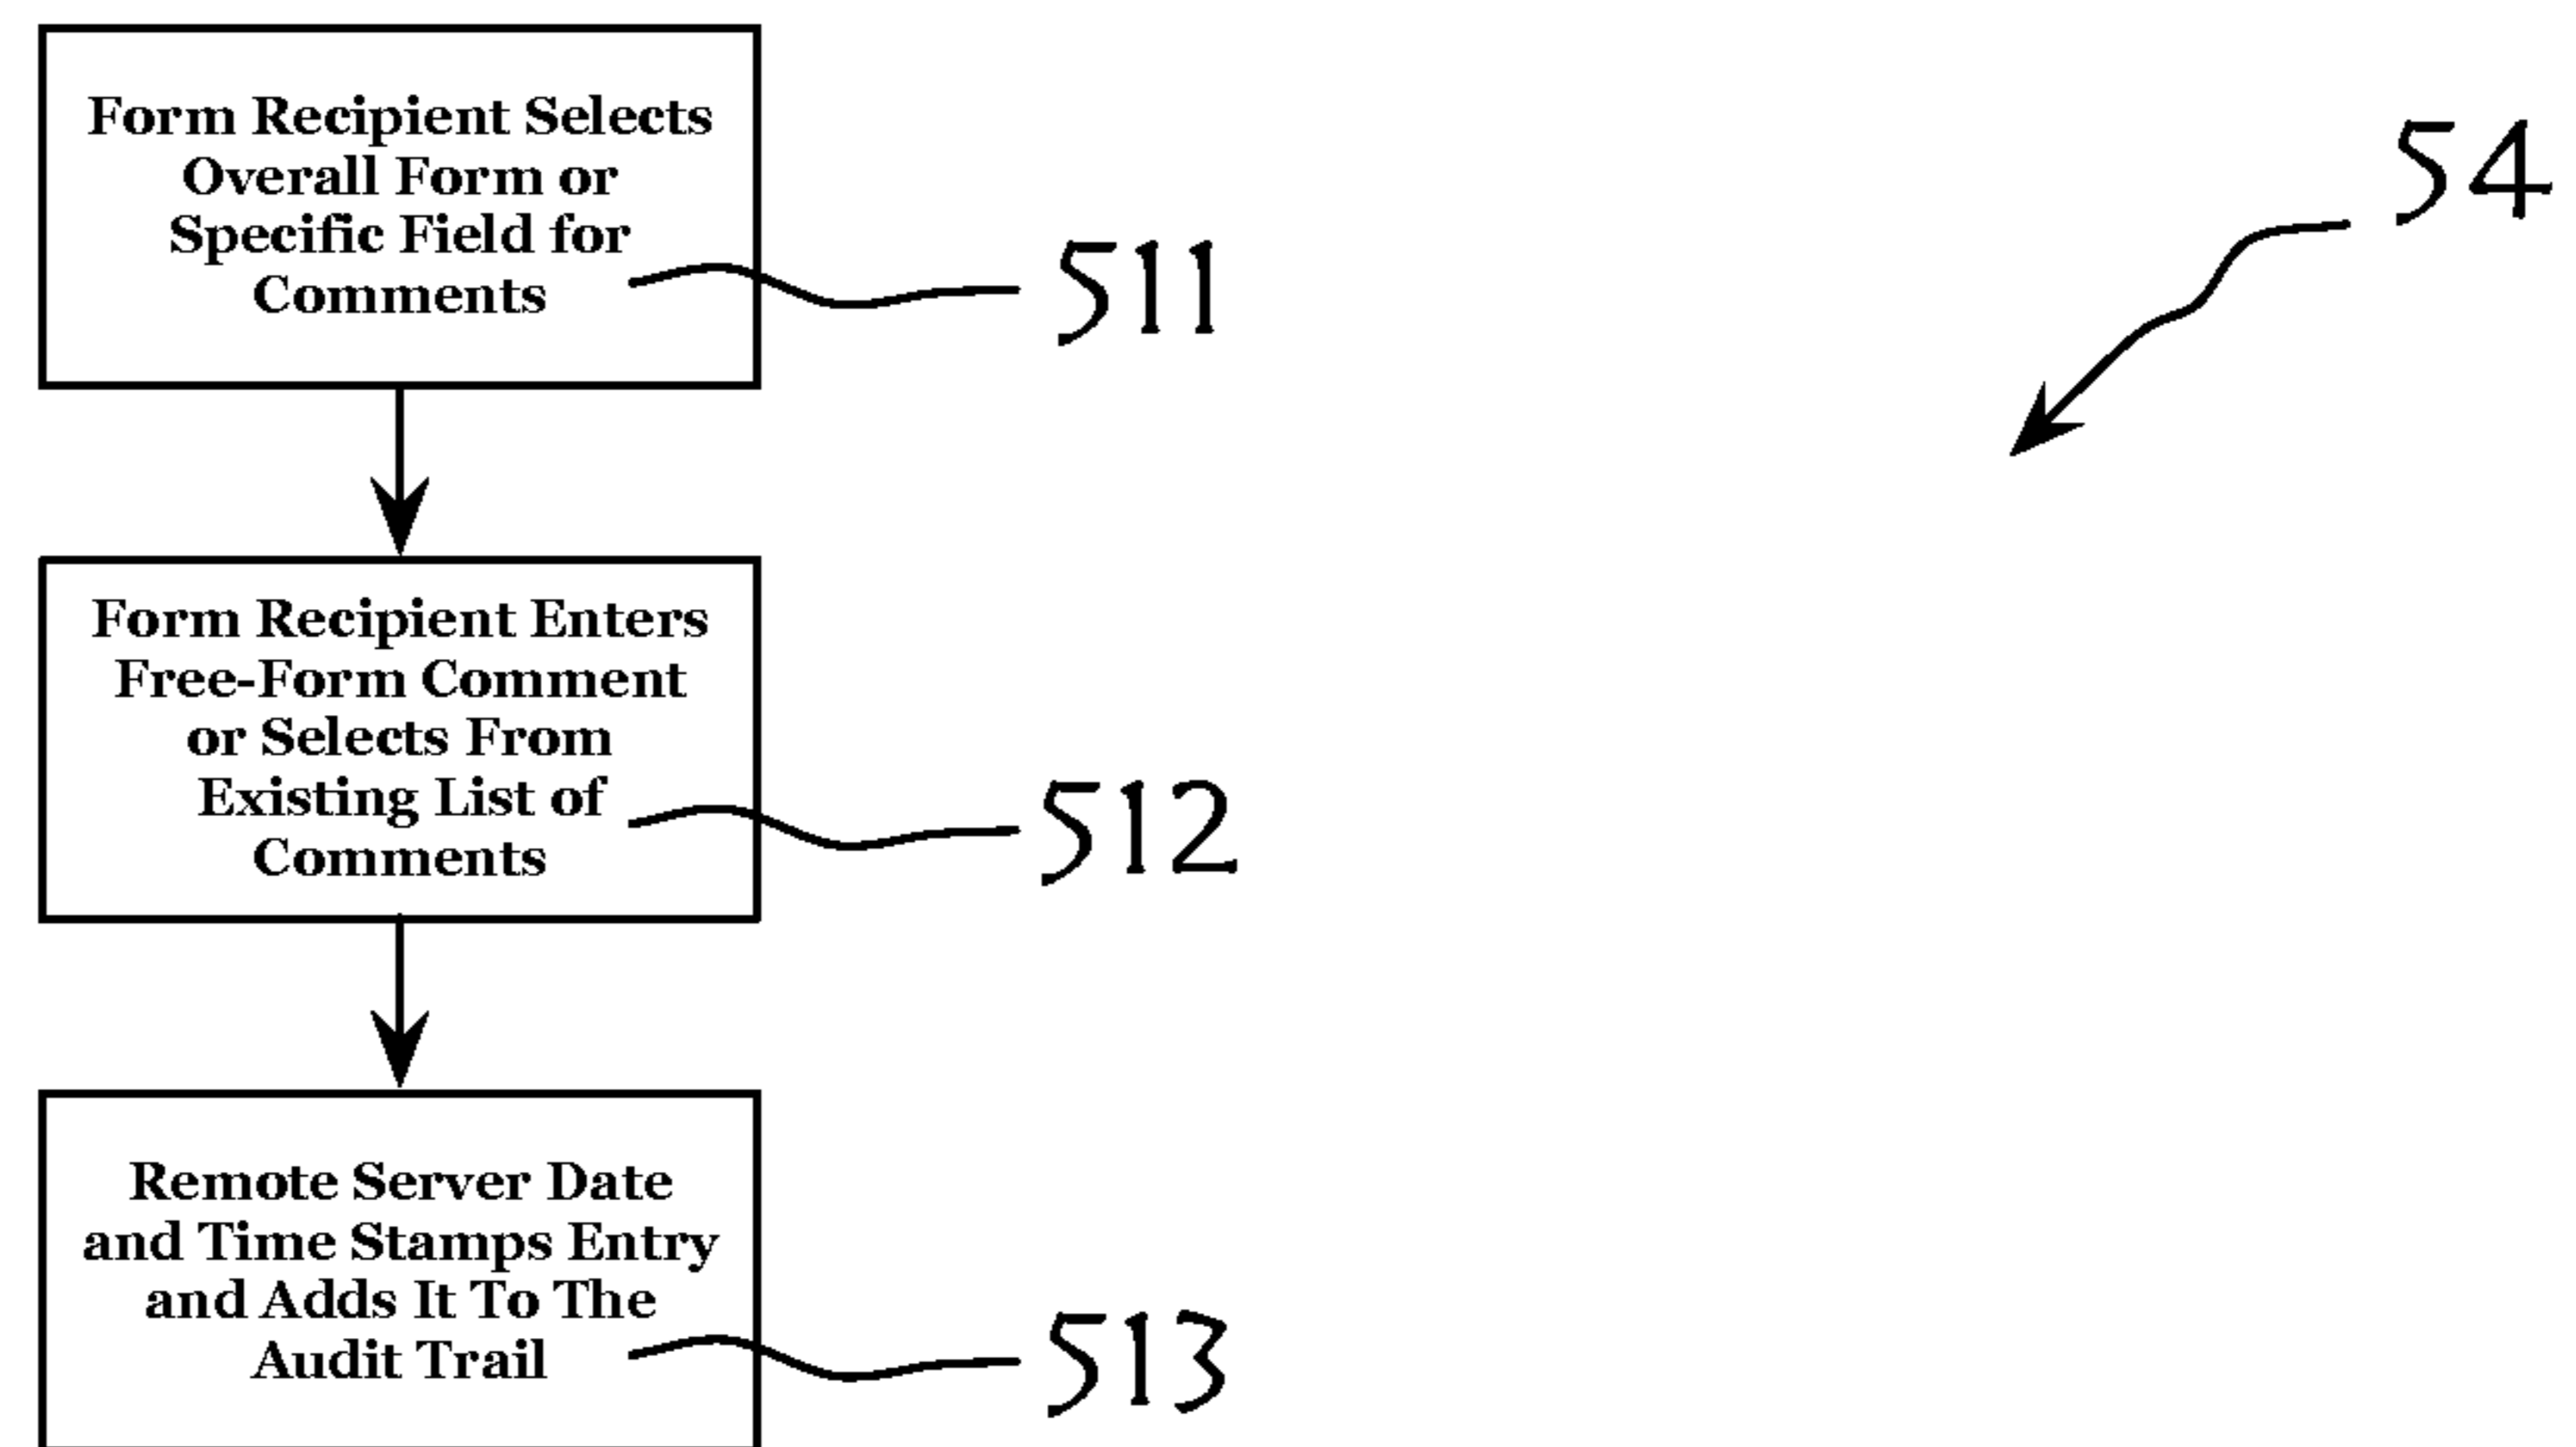 Form Recipient Selects
Overall Form or
Specific Field for
Comments
511
54
Form Recipient Enters
Free-Form Comment
or Selects From
Existing List of
Comments
512
Remote Server Date
and Time Stamps Entry
and Adds It To The
Audit Trail
513